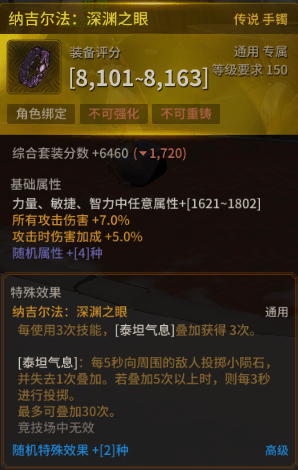 纳吉尔法：深渊之眼
传说 手镯
装备评分
通用 专属
[8,101~8,163]
等级要求 150
角色绑定
不可强化
不可重铸
综合套装分数 +6460 (▼1,720)
基础属性
力量、敏捷、智力中任意属性+[1621~1802]
所有攻击伤害 +7.0%
攻击时伤害加成 +5.0%
随机属性 +[4]种
特殊效果
纳吉尔法：深渊之眼
通用
每使用3次技能，[泰坦气息]叠加获得 3次。
[泰坦气息]：每5秒向周围的敌人投掷小陨石，
并失去1次叠加。若叠加5次以上时，则每3秒
进行投掷。
最多可叠加30次。
竞技场中无效
随机特殊效果 +[2]种
高级